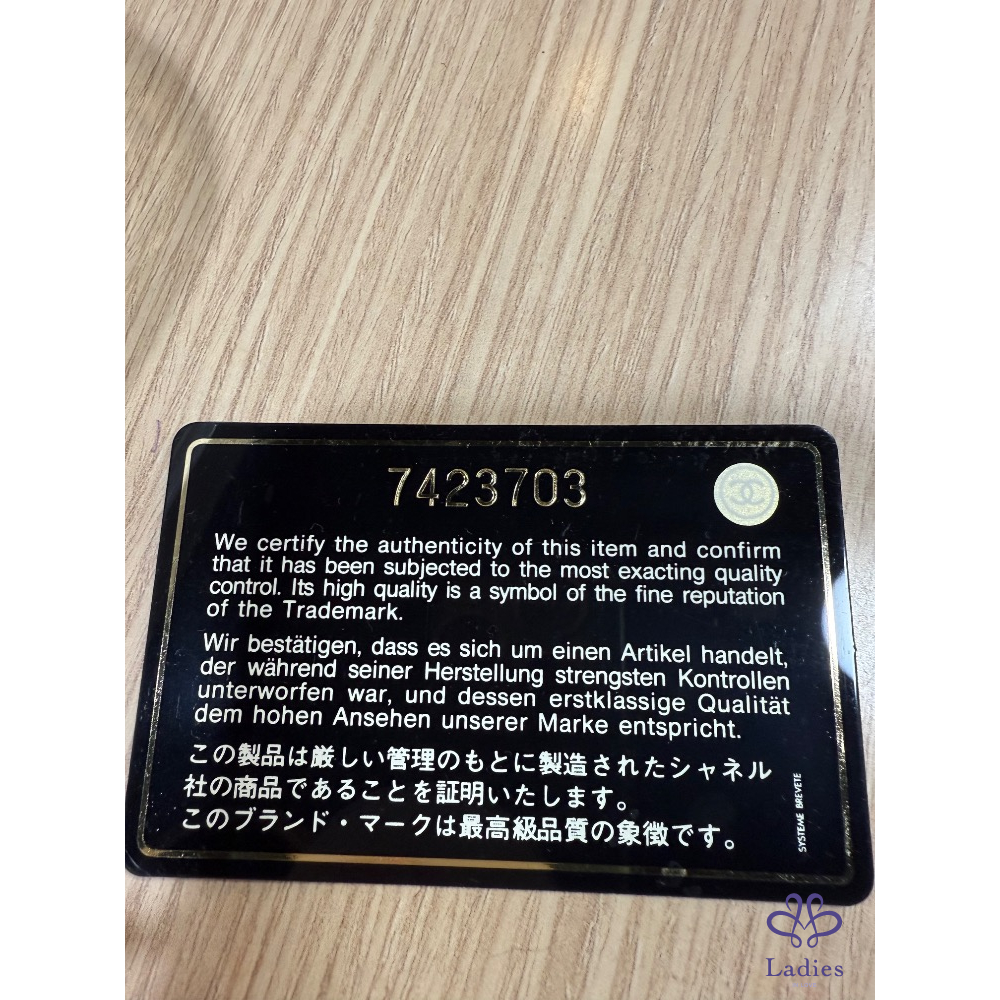 7423703
We certify the authenticity of this item and confirm
that it has been subjected to the most exacting quality
control. Its high quality is a symbol of the fine reputation
of the Trademark.
Wir bestätigen, dass es sich um einen Artikel handelt,
der während seiner Herstellung strengsten Kontrollen
unterworfen war, und dessen erstklassige Qualität
dem hohen Ansehen unserer Marke entspricht.
この製品は厳しい管理のもとに製造されたシャネル
社の商品であることを証明いたします。
このブランド・マークは最高級品質の象徴です。
SYSTEME BREVETE
Ladies